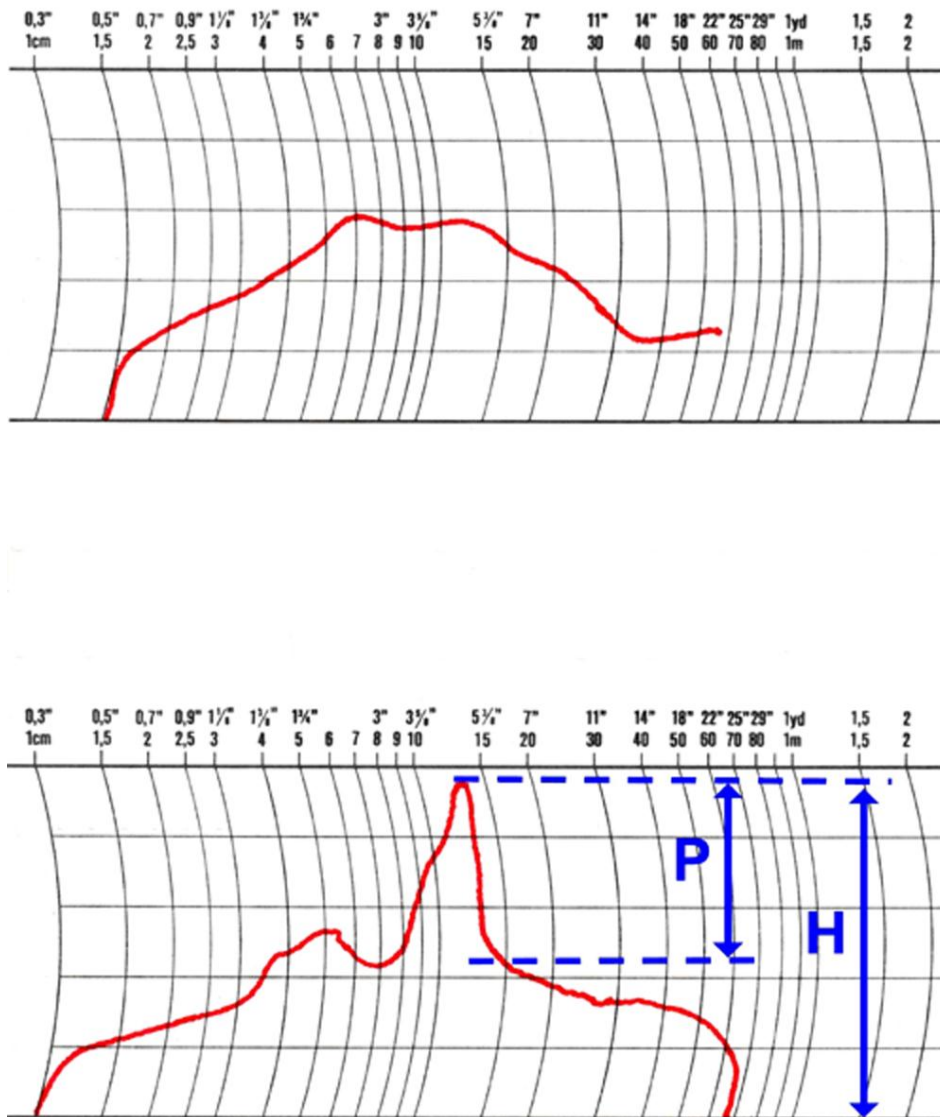 0,3" 0,5" 0,7" 0,9" 1⅛" 1⅝" 1¾" 3" 3⅝" 5⅞" 7" 11" 14" 18" 22" 25" 29" 1yd 1,5 2
1cm 1,5 2 2,5 3 4 5 6 7 8 9 10 15 20 30 40 50 60 70 80 1m 1,5 2
0,3" 0,5" 0,7" 0,9" 1⅛" 1⅝" 1¾" 3" 3⅝" 5⅞" 7" 11" 14" 18" 22" 25" 29" 1yd 1,5 2
1cm 1,5 2 2,5 3 4 5 6 7 8 9 10 15 20 30 40 50 60 70 80 1m 1,5 2
P
H